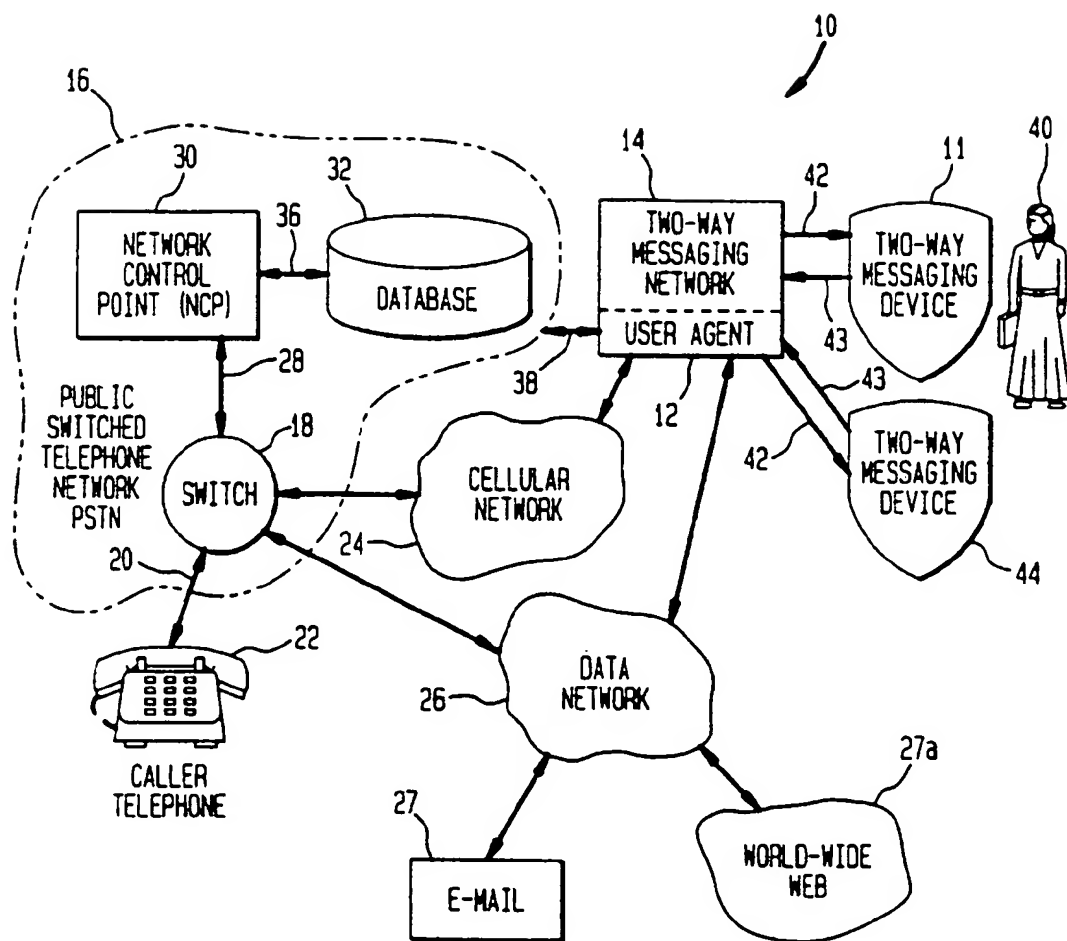 10
16
30
32
14
42
11
40
NETWORK
CONTROL
POINT (NCP)
36
DATABASE
TWO-WAY
MESSAGING
NETWORK
USER AGENT
TWO-WAY
MESSAGING
DEVICE
43
28
38
12
43
42
PUBLIC
SWITCHED
TELEPHONE
NETWORK
PSTN
18
SWITCH
CELLULAR
NETWORK
24
TWO-WAY
MESSAGING
DEVICE
44
20
22
CALLER
TELEPHONE
DATA
NETWORK
26
27
E-MAIL
27a
WORLD-WIDE
WEB